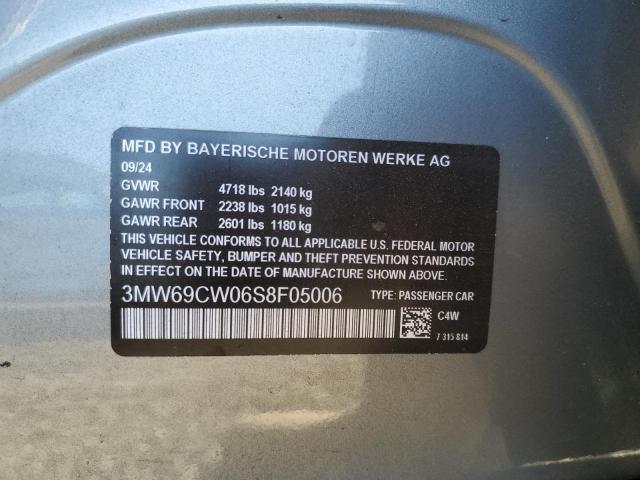 MFD BY BAYERISCHE MOTOREN WERKE AG
09/24
GVWR 4718 lbs 2140 kg
GAWR FRONT 2238 lbs 1015 kg
GAWR REAR 2601 lbs 1180 kg
THIS VEHICLE CONFORMS TO ALL APPLICABLE U.S. FEDERAL MOTOR
VEHICLE SAFETY, BUMPER AND THEFT PREVENTION STANDARDS
IN EFFECT ON THE DATE OF MANUFACTURE SHOWN ABOVE.
3MW69CW06S8F05006 TYPE: PASSENGER CAR
C4W
7 315 814